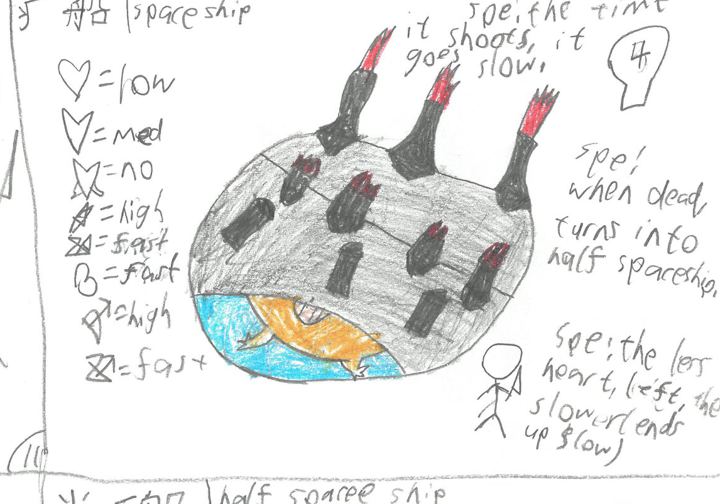 船 spaceship
spe: the time
it shoots, it
goes slow.
4
= low
= med
= no
= high
= fast
= fast
= high
= fast
spe:
when dead,
turns into
half spaceship.
spe: the less
heart, left, the
slower (ends
up slow)
11
half sparee ship